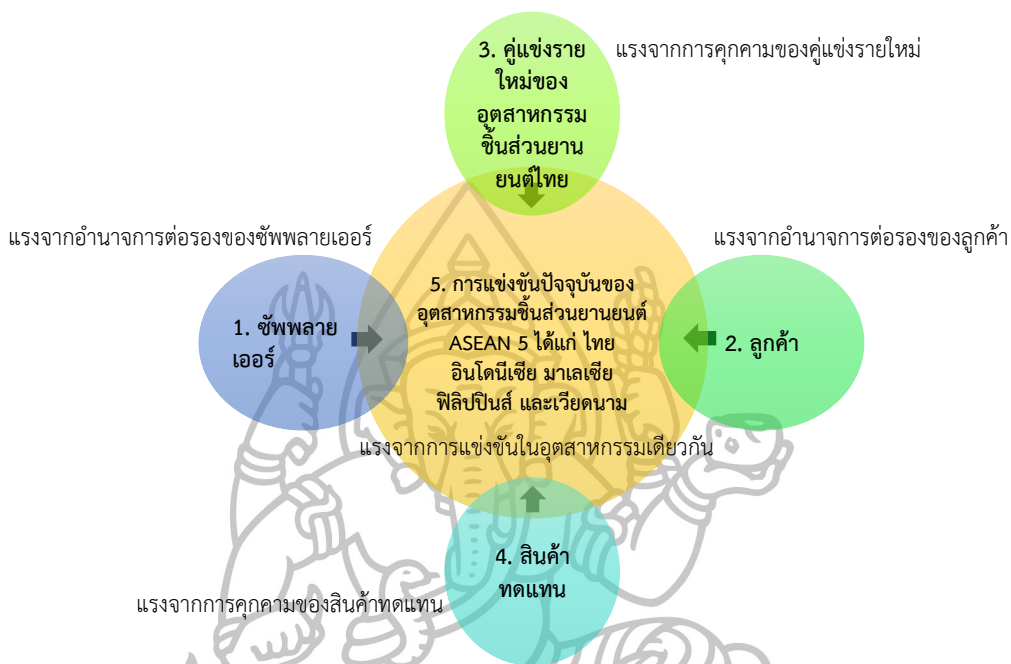 3. คู่แข่งราย
ใหม่ของ
อุตสาหกรรม
ชิ้นส่วนยาน
ยนต์ไทย
แรงจากการคุกคามของคู่แข่งรายใหม่
แรงจากอำนาจการต่อรองของซัพพลายเออร์
แรงจากอำนาจการต่อรองของลูกค้า
1. ซัพพลาย
เออร์
5. การแข่งขันปัจจุบันของ
อุตสาหกรรมชิ้นส่วนยานยนต์
ASEAN 5 ได้แก่ ไทย
อินโดนีเซีย มาเลเซีย
ฟิลิปปินส์ และเวียดนาม
2. ลูกค้า
แรงจากการแข่งขันในอุตสาหกรรมเดียวกัน
4. สินค้า
ทดแทน
แรงจากการคุกคามของสินค้าทดแทน